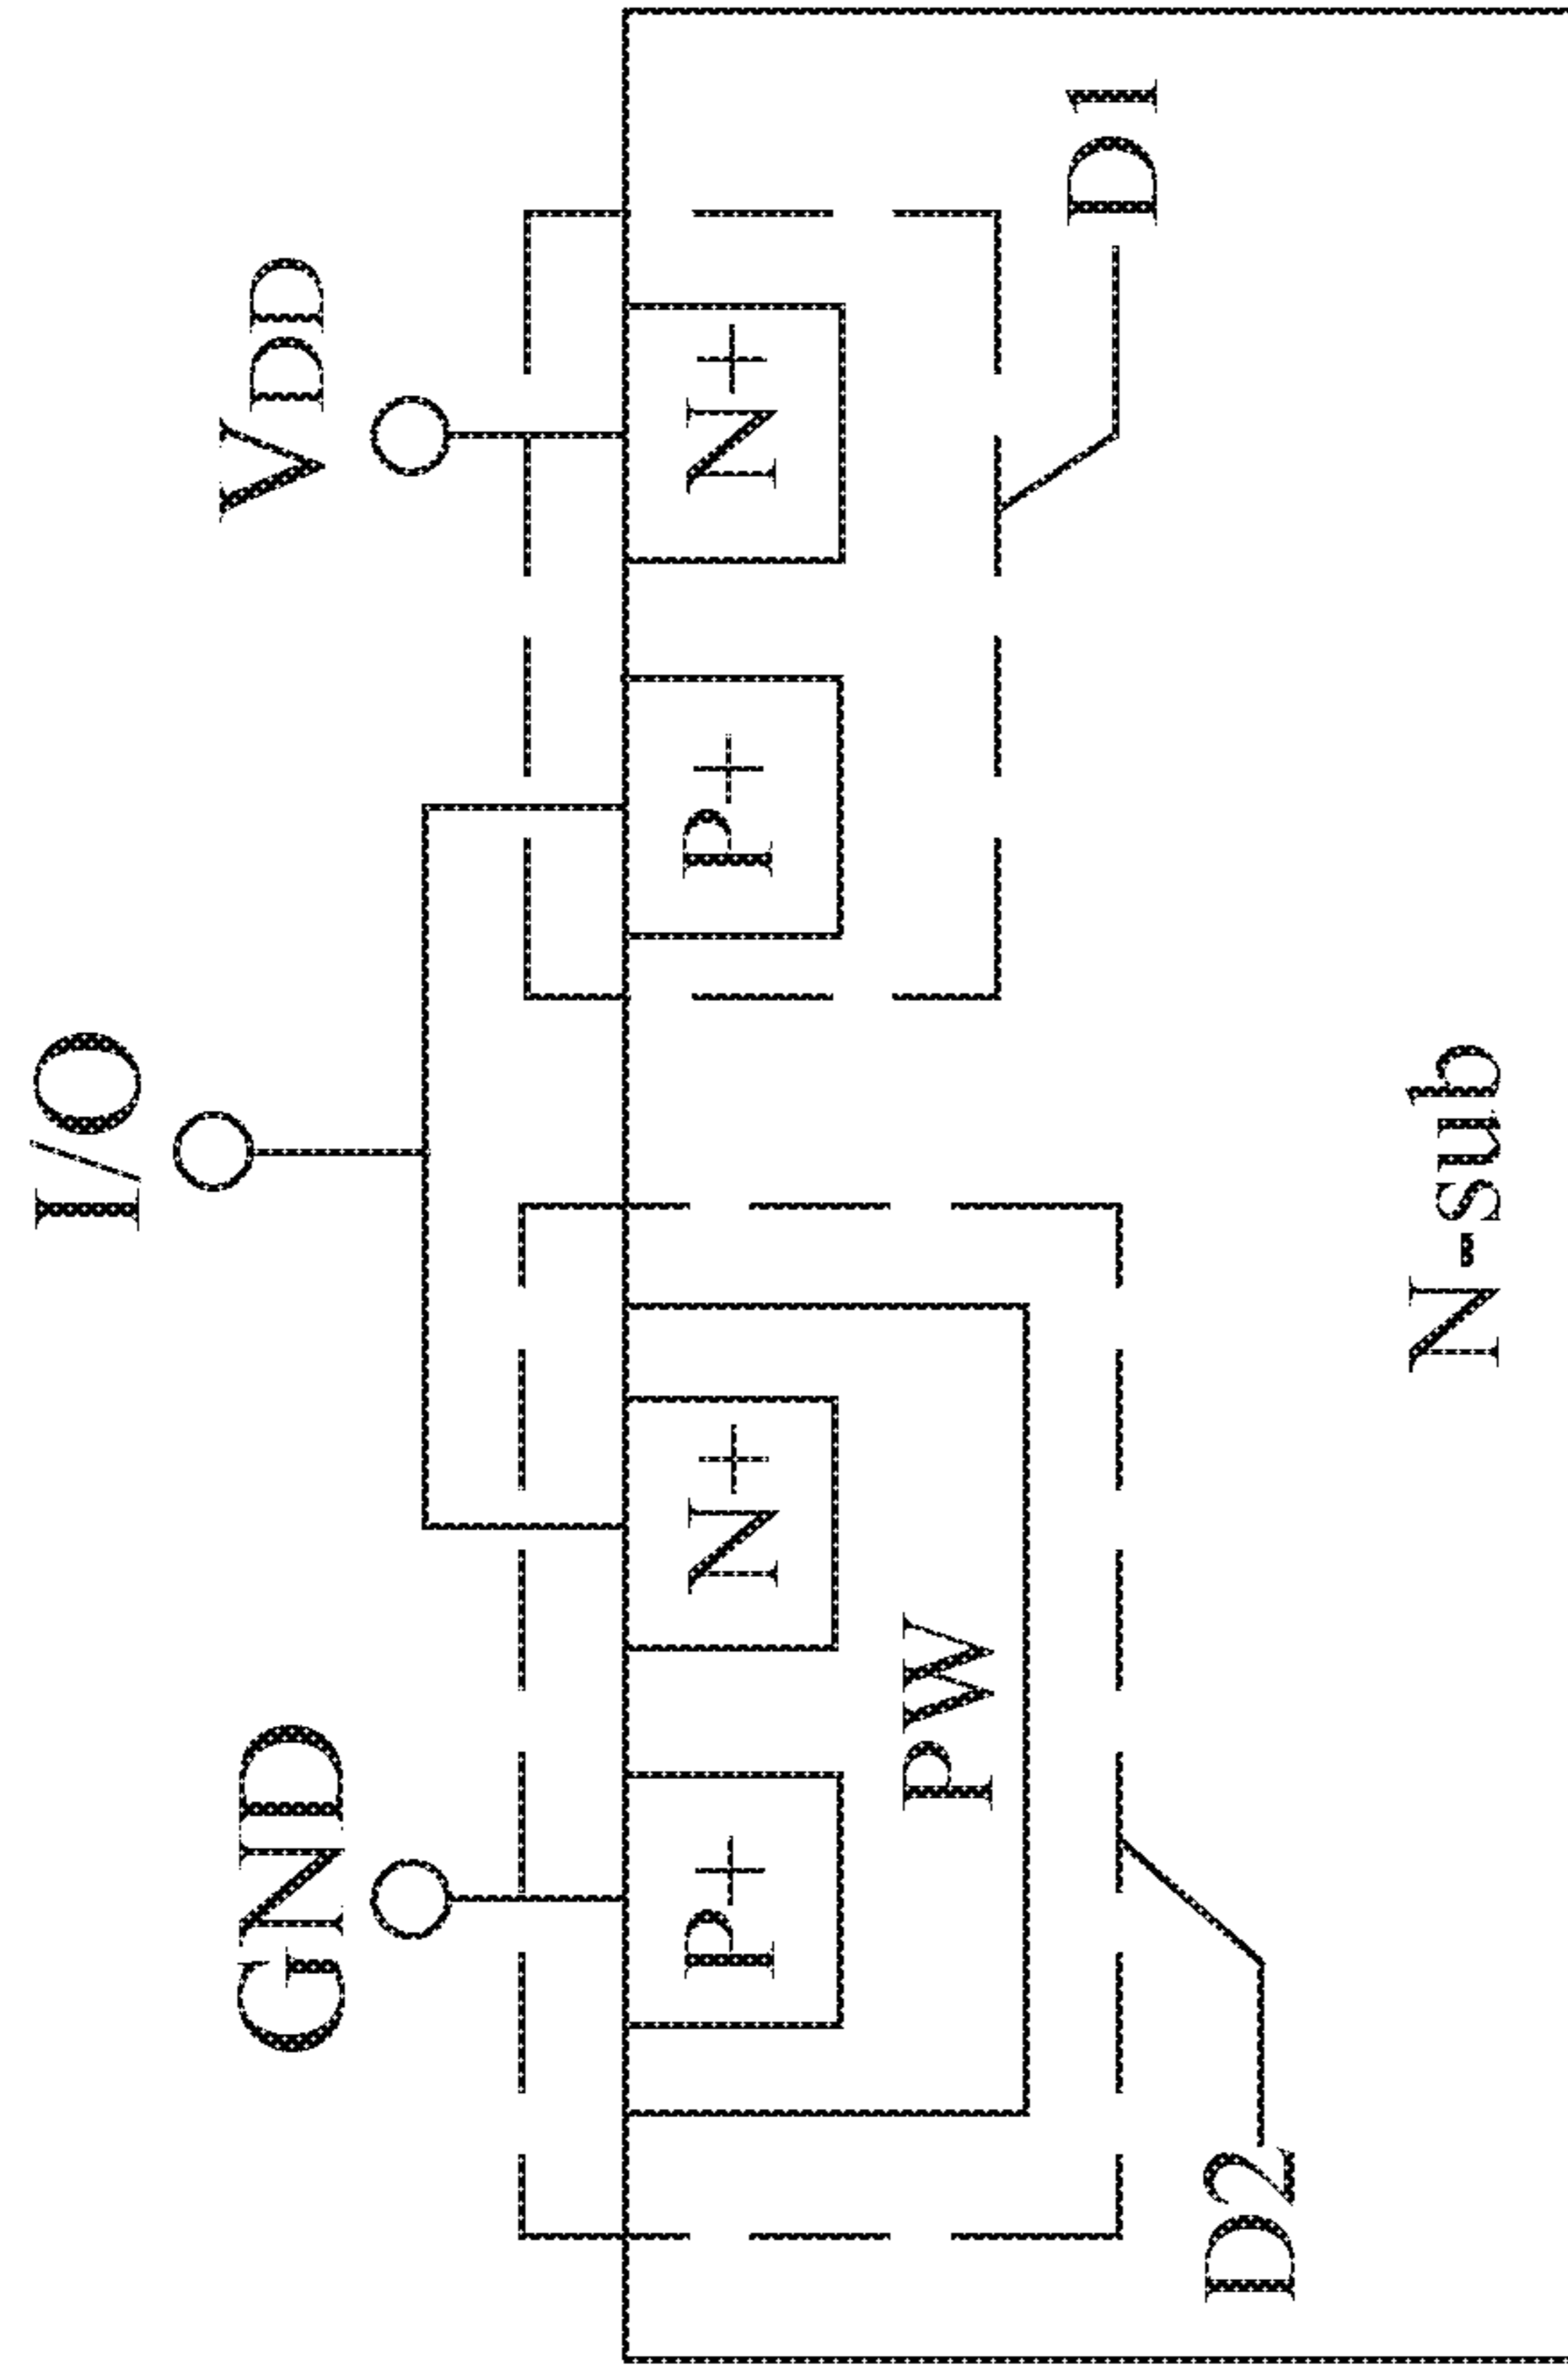 I/O
GND
VDD
P+
N+
P+
N+
PW
D1
D2
N-sub